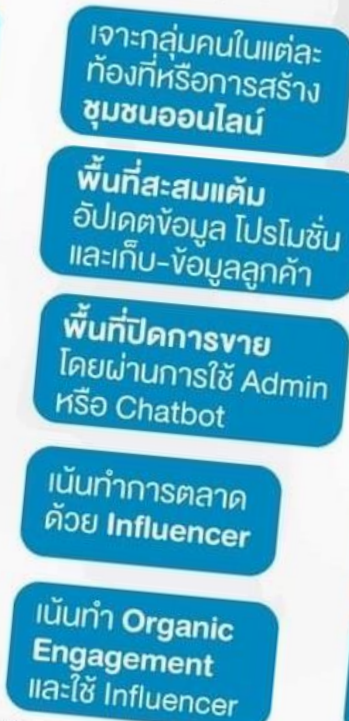 เจาะกลุ่มคนในแต่ละ
ท้องที่หรือการสร้าง
ชุมชนออนไลน์
พื้นที่สะสมแต้ม
อัปเดตข้อมูล โปรโมชั่น
และเก็บ-ข้อมูลลูกค้า
พื้นที่ปิดการขาย
โดยผ่านการใช้ Admin
หรือ Chatbot
เน้นทำการตลาด
ด้วย Influencer
เน้นทำ Organic
Engagement
และใช้ Influencer